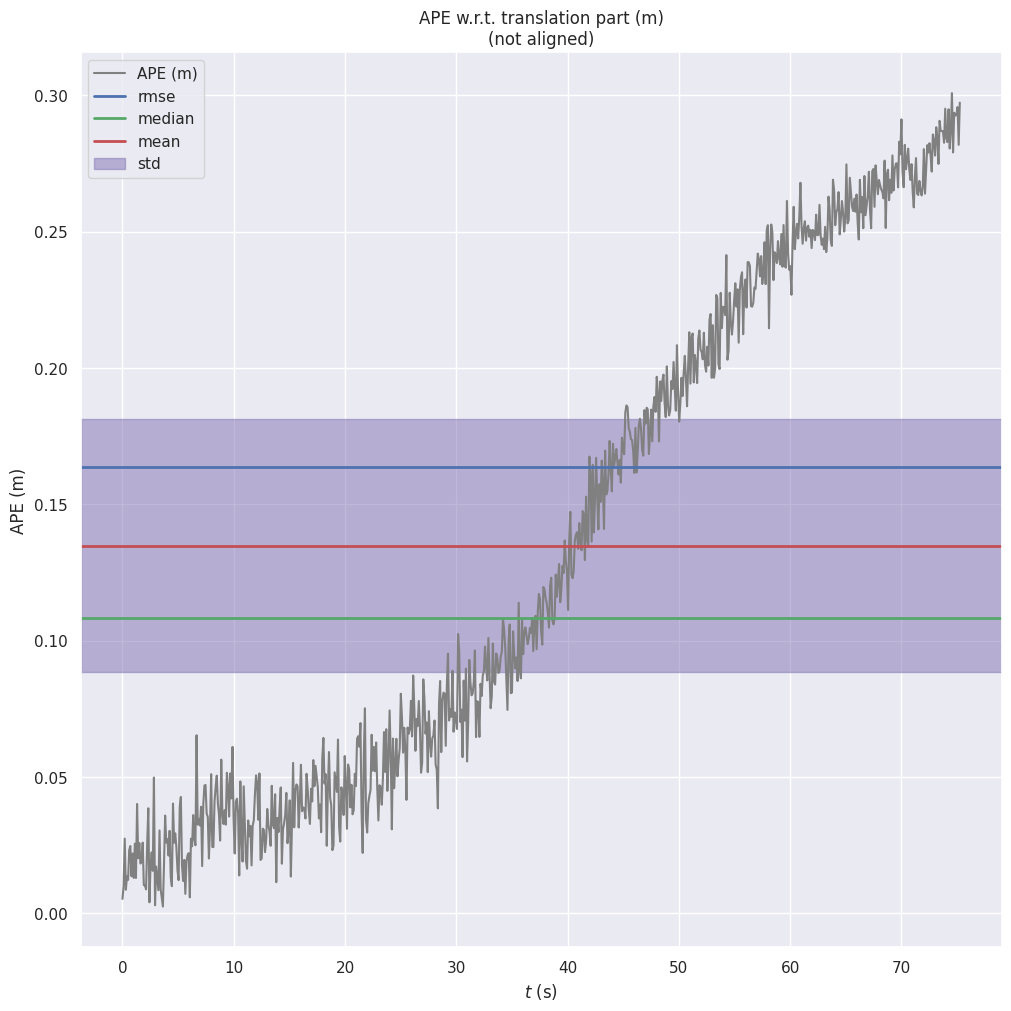 APE w.r.t. translation part (m)
(not aligned)
APE (m)
rmse
median
mean
std
APE (m)
0.30
0.25
0.20
0.15
0.10
0.05
0.00
0 10 20 30 40 50 60 70
t (s)